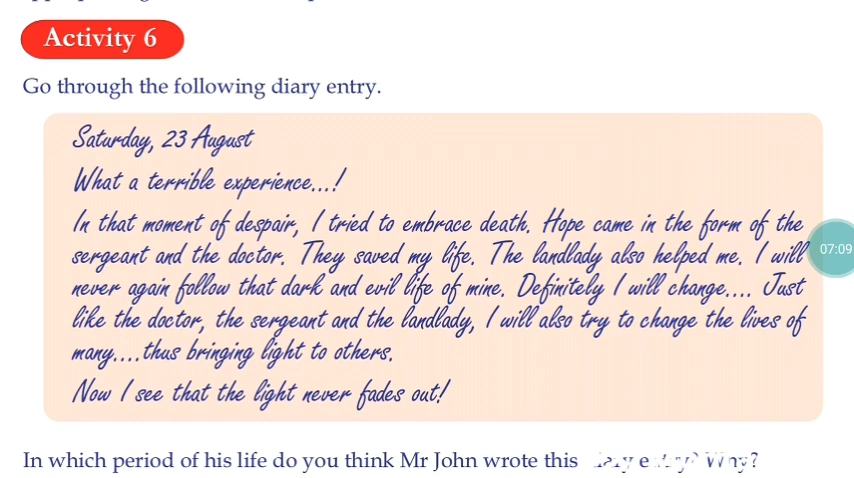 Activity 6
Go through the following diary entry.
Saturday, 23 August
What a terrible experience...!
In that moment of despair, I tried to embrace death. Hope came in the form of the
sergeant and the doctor. They saved my life. The landlady also helped me. I will
07:09
never again follow that dark and evil life of mine. Definitely I will change.... Just
like the doctor, the sergeant and the landlady, I will also try to change the lives of
many....thus bringing light to others.
Now I see that the light never fades out!
In which period of his life do you think Mr John wrote this Why?